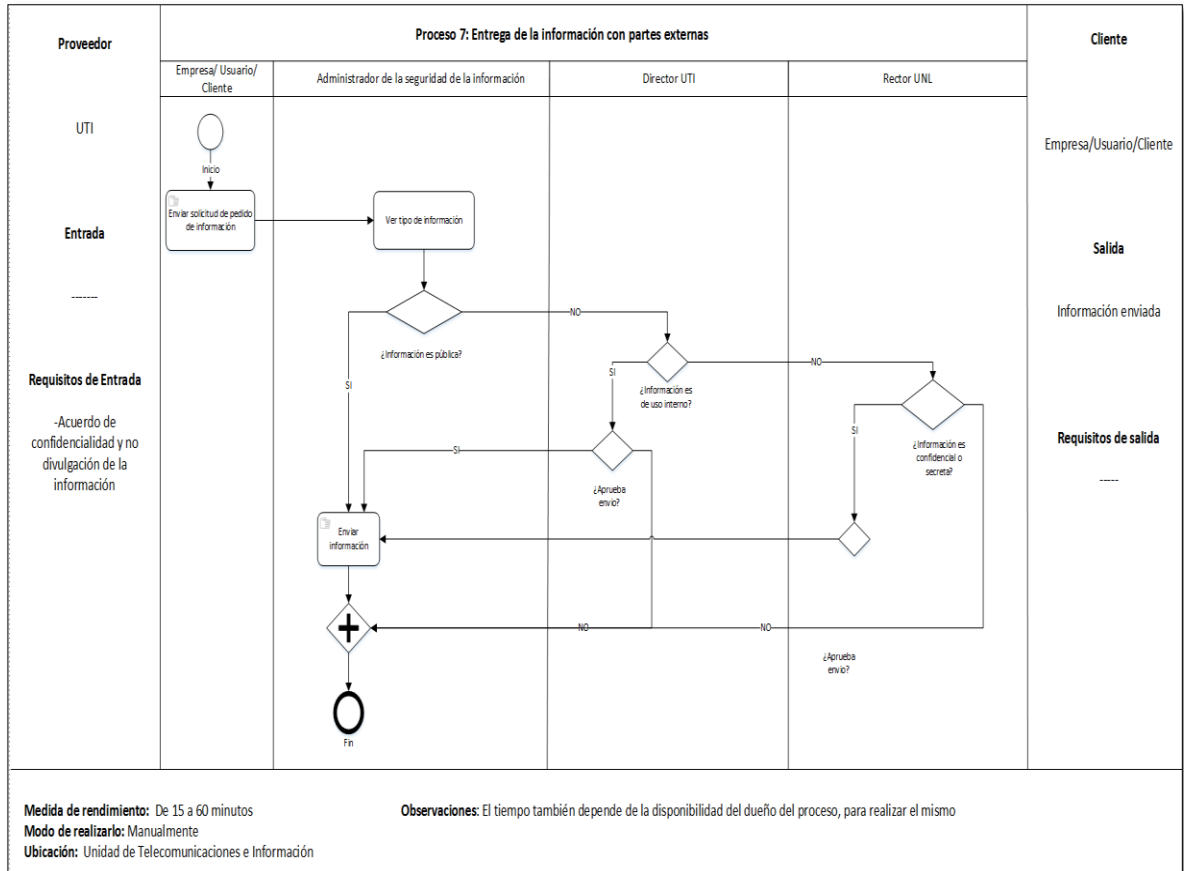 Proveedor
UTI
Entrada
-------
Requisitos de Entrada
-Acuerdo de
confidencialidad y no
divulgación de la
información
Proceso 7: Entrega de la información con partes externas
Empresa/ Usuario/
Cliente
Administrador de la seguridad de la información
Director UTI
Rector UNL
Inicio
Enviar solicitud de pedido
de información
Ver tipo de información
¿Información es pública?
NO
SI
¿Información es
de uso interno?
NO
SI
¿Información es
confidencial o
secreta?
SI
¿Aprueba
envio?
SI
Enviar
información
NO
NO
¿Aprueba
envio?
Fin
Cliente
Empresa/Usuario/Cliente
Salida
Información enviada
Requisitos de salida
-----
Medida de rendimiento: De 15 a 60 minutos
Modo de realizarlo: Manualmente
Ubicación: Unidad de Telecomunicaciones e Información
Observaciones: El tiempo también depende de la disponibilidad del dueño del proceso, para realizar el mismo